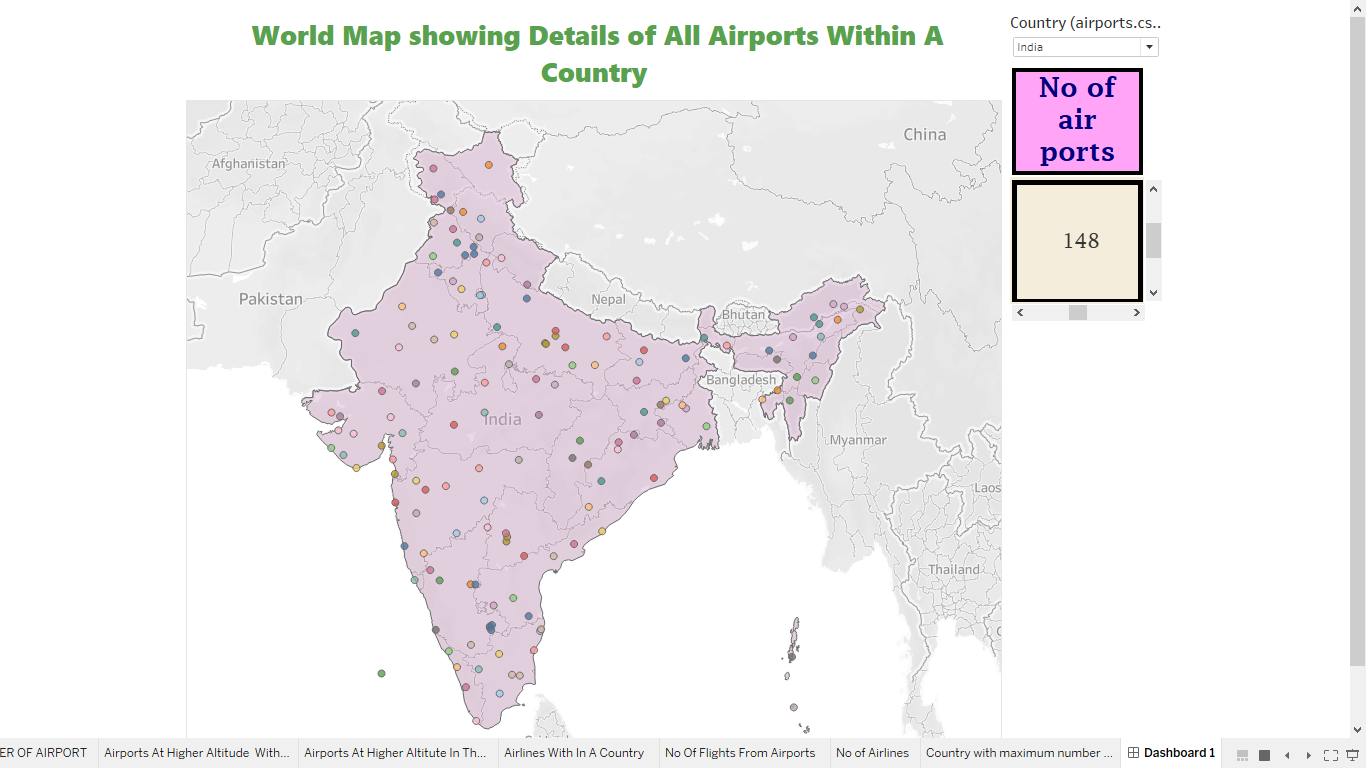 World Map showing Details of All Airports Within A
Country
Country (airports.cs..
India
No of
air
ports
148
Afghanistan
China
Pakistan
Nepal
Bhutan
Bangladesh
India
Myanmar
Laos
Thailand
ER OF AIRPORT
Airports At Higher Altitude With...
Airports At Higher Altitute In Th...
Airlines With In A Country
No Of Flights From Airports
No of Airlines
Country with maximum number ...
Dashboard 1